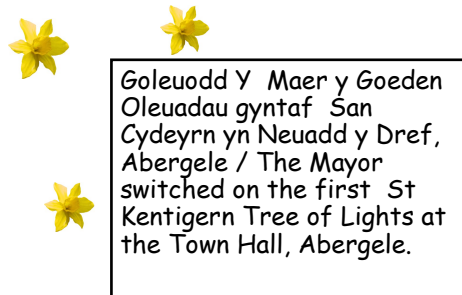 Goleuodd Y Maer y Goeden
Oleuadau gyntaf San
Cydeyrn yn Neuadd y Dref,
Abergele / The Mayor
switched on the first St
Kentigern Tree of Lights at
the Town Hall, Abergele.